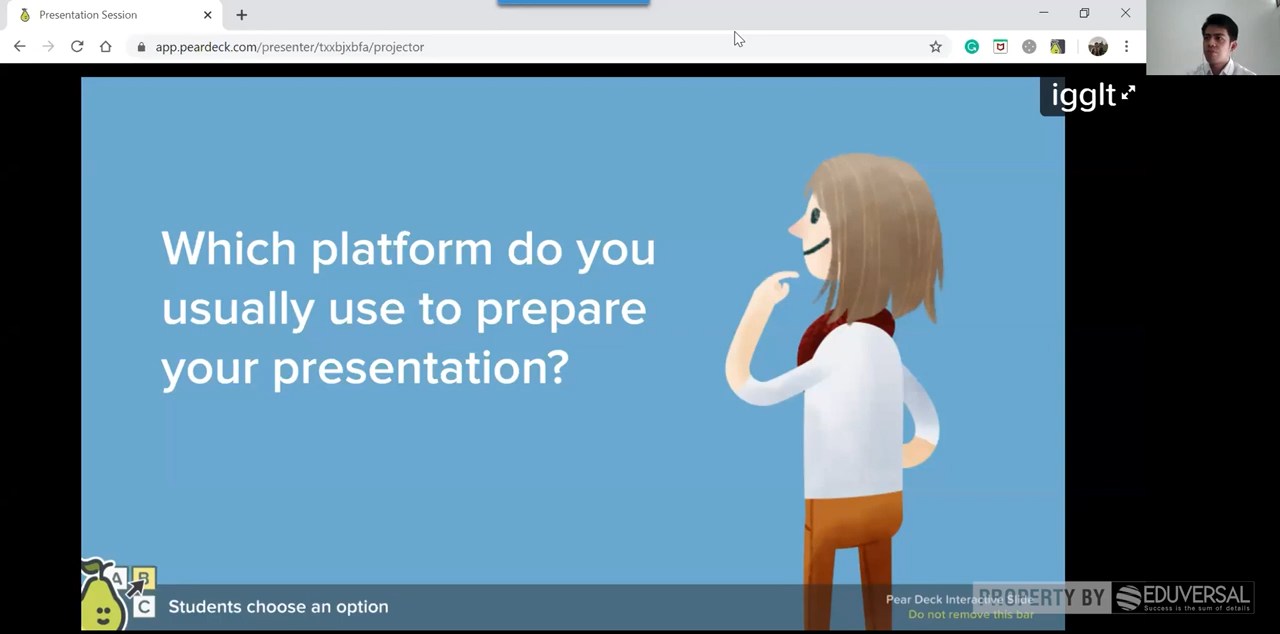 Presentation Session
app.peardeck.com/presenter/txxbjxbfa/projector
igglt
Which platform do you
usually use to prepare
your presentation?
A B
C
Students choose an option
Pear Deck Interactive Slide
Do not remove this bar
PROPERTY BY
EDUVERSAL
Success is the sum of details